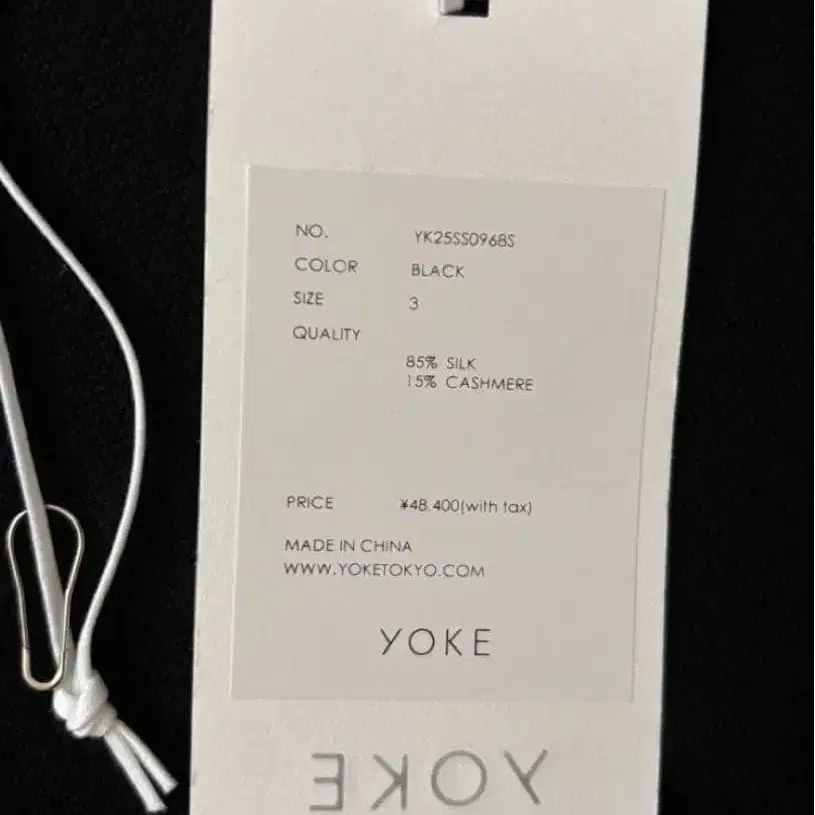 NO. YK25SS0968S
COLOR BLACK
SIZE 3
QUALITY
85% SILK
15% CASHMERE
PRICE ¥48,400(with tax)
MADE IN CHINA
WWW.YOKETOKYO.COM
YOKE
YOKE